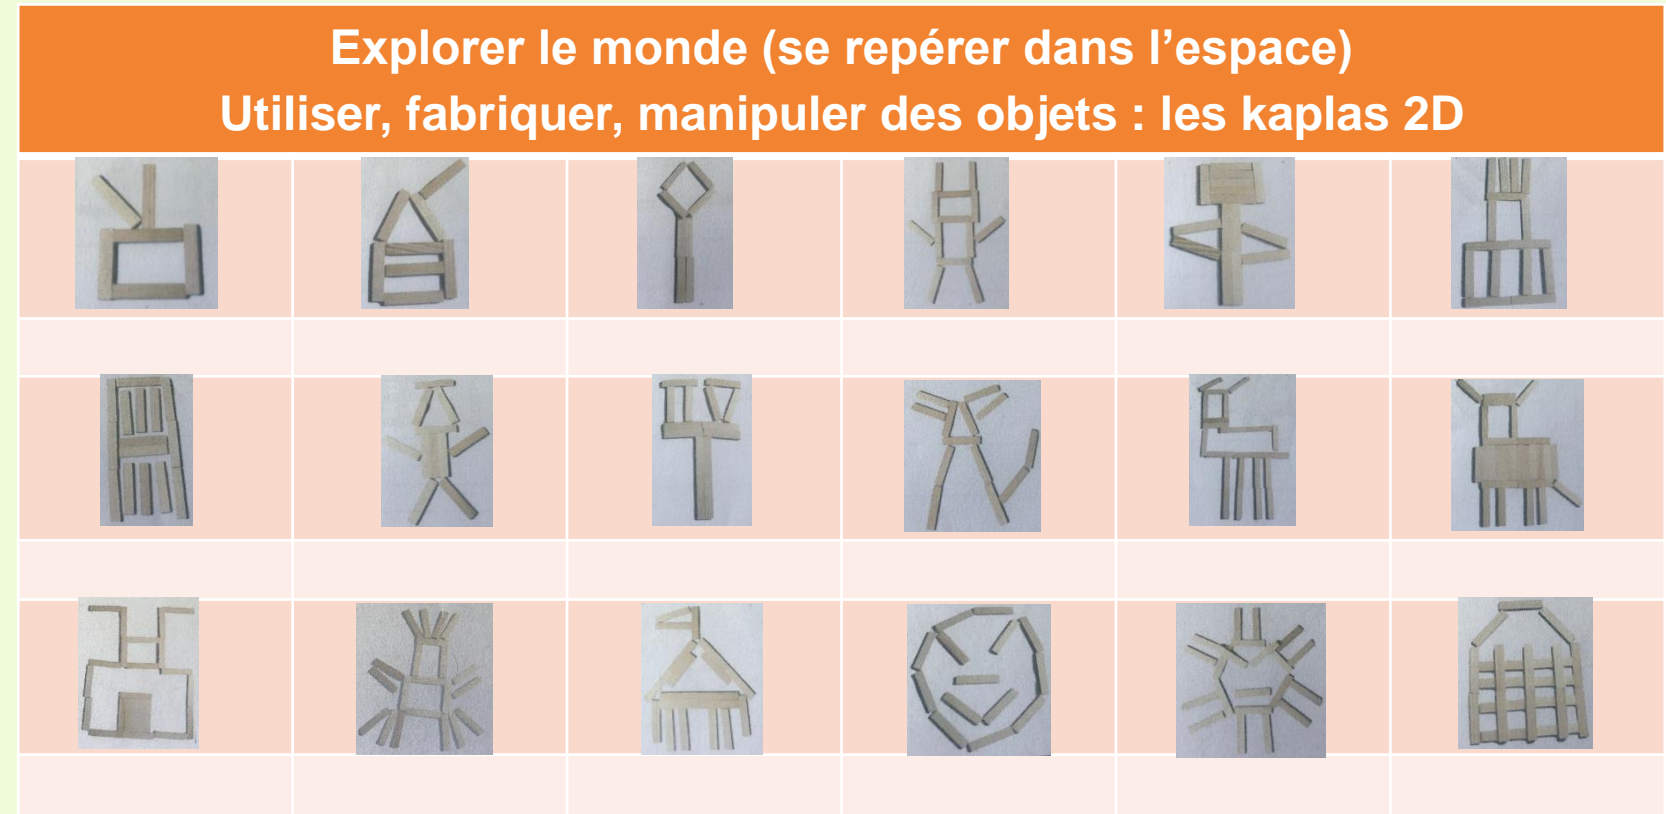 Explorer le monde (se repérer dans l’espace)
Utiliser, fabriquer, manipuler des objets : les kaplas 2D